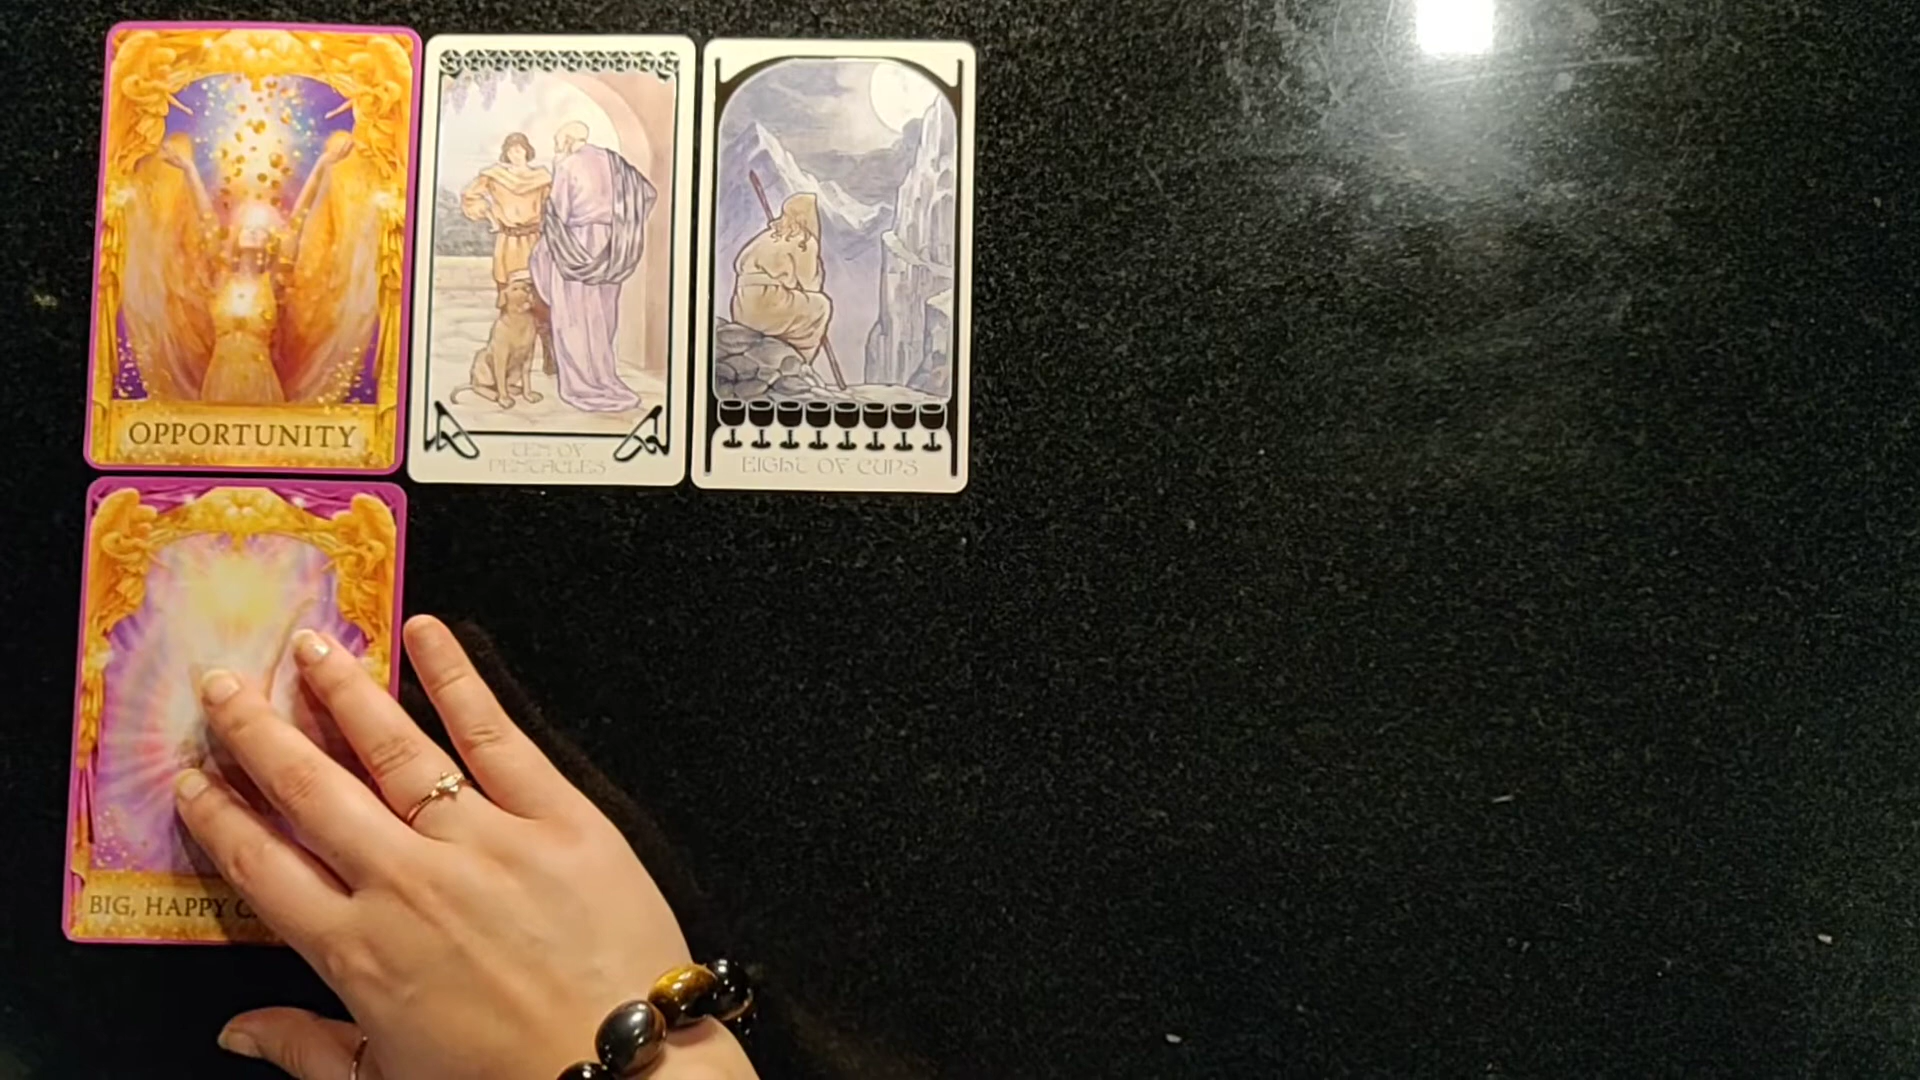 OPPORTUNITY
TEN OF
PENTACLES
EIGHT OF CUPS
BIG, HAPPY